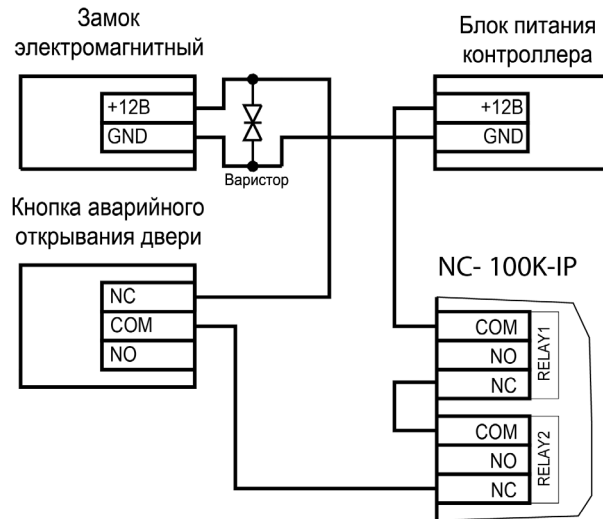 Замок
электромагнитный
+12В
GND
Варистор
Блок питания
контроллера
+12В
GND
Кнопка аварийного
открывания двери
NC
COM
NO
NC- 100K-IP
COM
NO
NC
RELAY1
COM
NO
NC
RELAY2